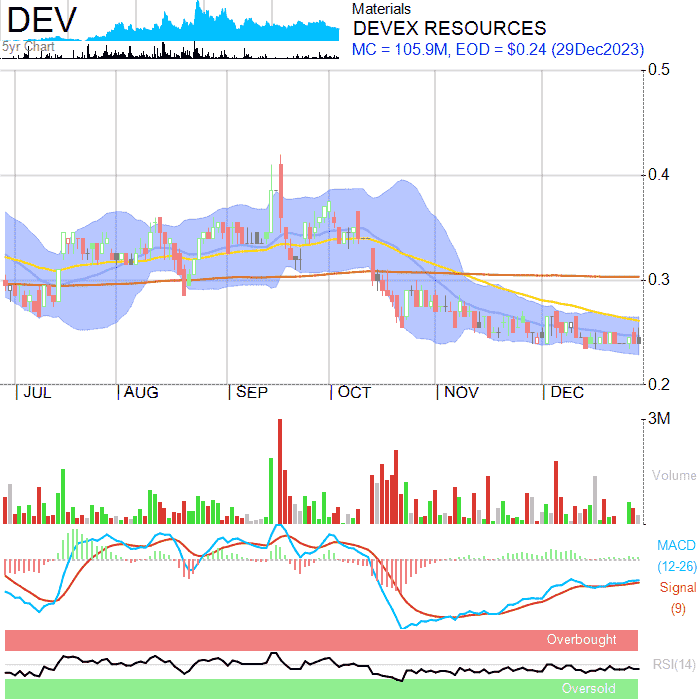 DEV
5yr Chart
Materials
DEVEX RESOURCES
MC = 105.9M, EOD = $0.24 (29Dec2023)
0.5
0.4
0.3
0.2
JUL AUG SEP OCT NOV DEC
3M
Volume
MACD
(12-26)
Signal
(9)
Overbought
RSI(14)
Oversold